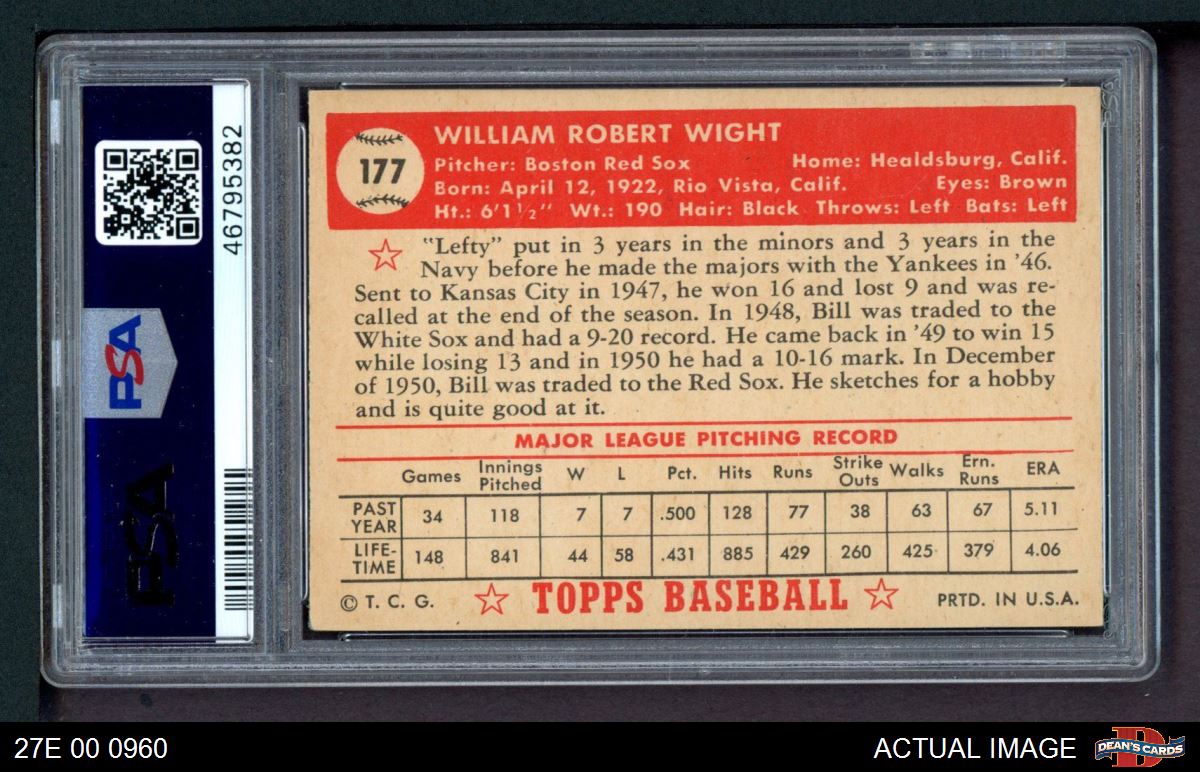 46795382
PSA
PSA
177
WILLIAM ROBERT WIGHT
Pitcher: Boston Red Sox Home: Healdsburg, Calif.
Born: April 12, 1922, Rio Vista, Calif. Eyes: Brown
Ht.: 6'1½" Wt.: 190 Hair: Black Throws: Left Bats: Left
"Lefty" put in 3 years in the minors and 3 years in the
Navy before he made the majors with the Yankees in '46.
Sent to Kansas City in 1947, he won 16 and lost 9 and was re-
called at the end of the season. In 1948, Bill was traded to the
White Sox and had a 9-20 record. He came back in '49 to win 15
while losing 13 and in 1950 he had a 10-16 mark. In December
of 1950, Bill was traded to the Red Sox. He sketches for a hobby
and is quite good at it.
MAJOR LEAGUE PITCHING RECORD
Games Innings Pitched W L Pct. Hits Runs Strike Outs Walks Ern. Runs ERA
PAST YEAR 34 118 7 7 .500 128 77 38 63 67 5.11
LIFE-TIME 148 841 44 58 .431 885 429 260 425 379 4.06
© T. C. G. TOPPS BASEBALL PRTD. IN U.S.A.
27E 00 0960 ACTUAL IMAGE DEAN'S CARDS